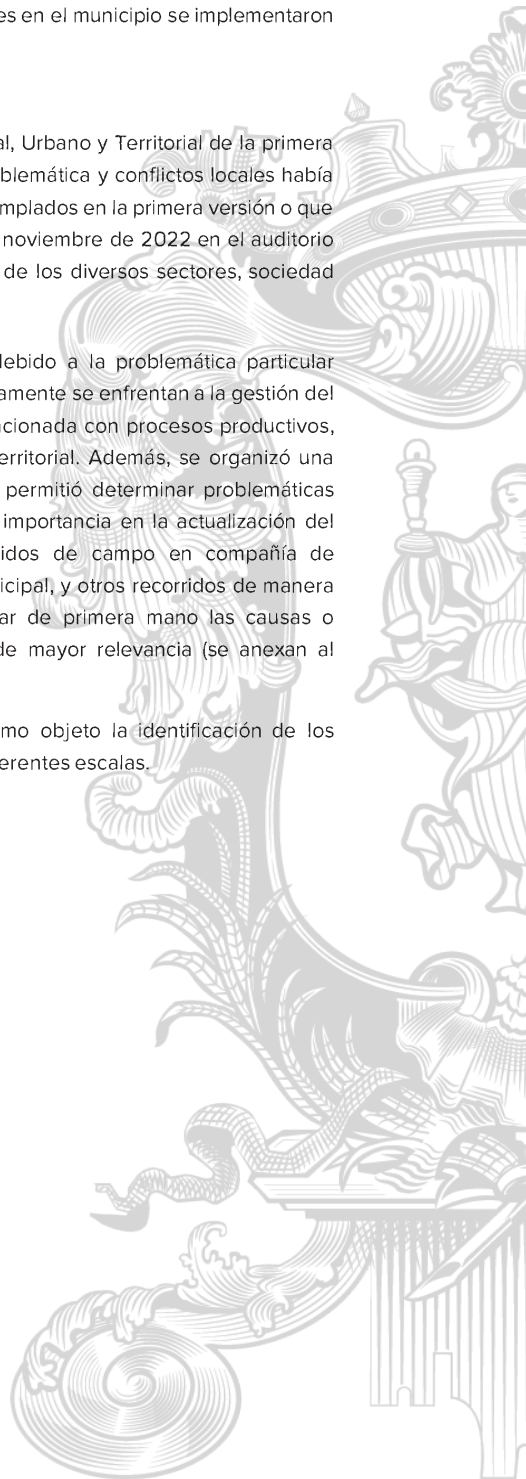 es en el municipio se implementaron
al, Urbano y Territorial de la primera
blemática y conflictos locales había
mplados en la primera versión o que
noviembre de 2022 en el auditorio
de los diversos sectores, sociedad
debido a la problemática particular
amente se enfrentan a la gestión del
ncionada con procesos productivos,
erritorial. Además, se organizó una
permitió determinar problemáticas
importancia en la actualización del
idos de campo en compañía de
icipal, y otros recorridos de manera
ar de primera mano las causas o
de mayor relevancia (se anexan al
mo objeto la identificación de los
erentes escalas.